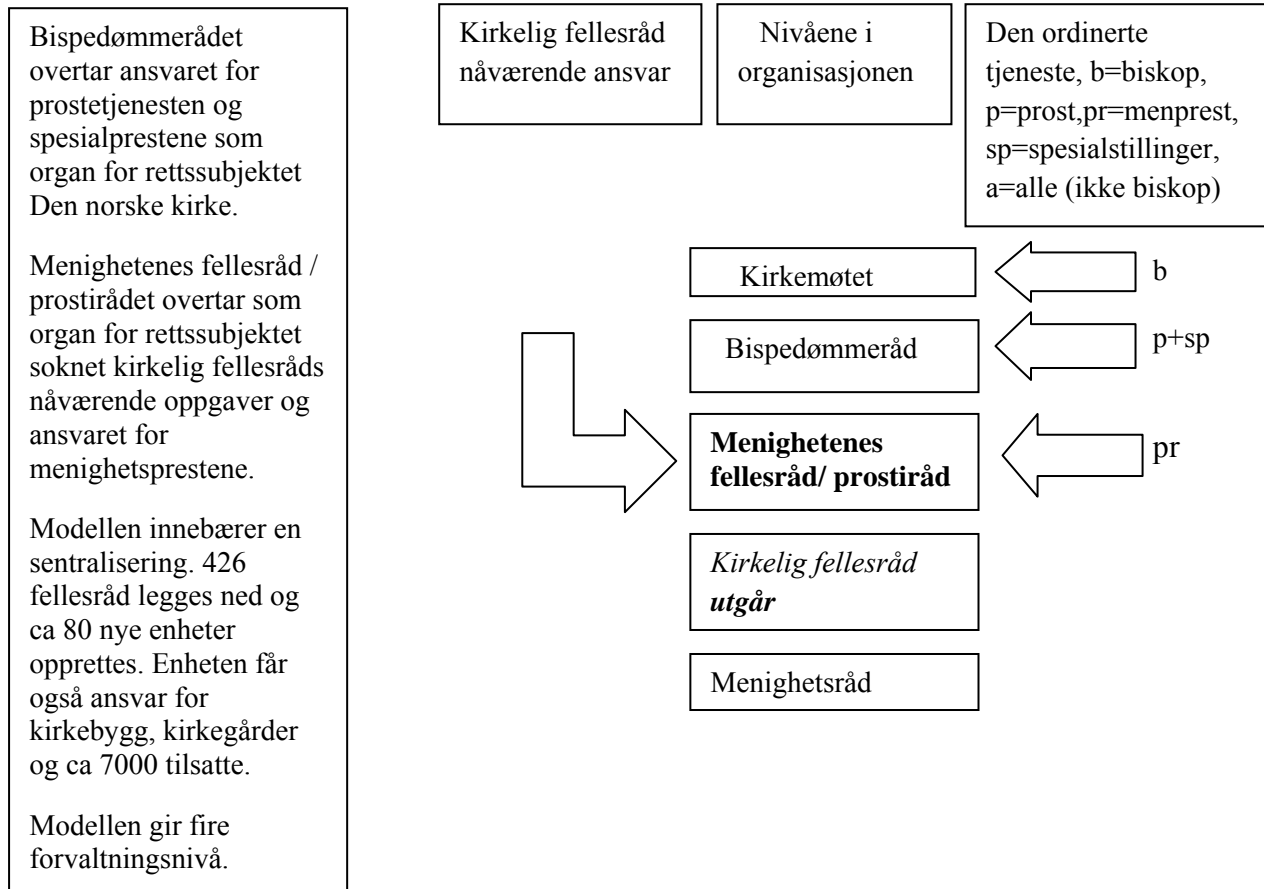 Bispedømmerådet
overtar ansvaret for
prostetjenesten og
spesialprestene som
organ for rettssubjektet
Den norske kirke.
Menighetenes fellesråd /
prostirådet overtar som
organ for rettssubjektet
soknet kirkelig fellesråds
nåværende oppgaver og
ansvaret for
menighetsprestene.
Modellen innebærer en
sentralisering. 426
fellesråd legges ned og
ca 80 nye enheter
opprettes. Enheten får
også ansvar for
kirkebygg, kirkegårder
og ca 7000 tilsatte.
Modellen gir fire
forvaltningsnivå.
Kirkelig fellesråd
nåværende ansvar
Nivåene i
organisasjonen
Den ordinerte
tjeneste, b=biskop,
p=prost,pr=menprest,
sp=spesialstillinger,
a=alle (ikke biskop)
Kirkemøtet
b
Bispedømmeråd
p+sp
Menighetenes
fellesråd/ prostiråd
pr
Kirkelig fellesråd
utgår
Menighetsråd